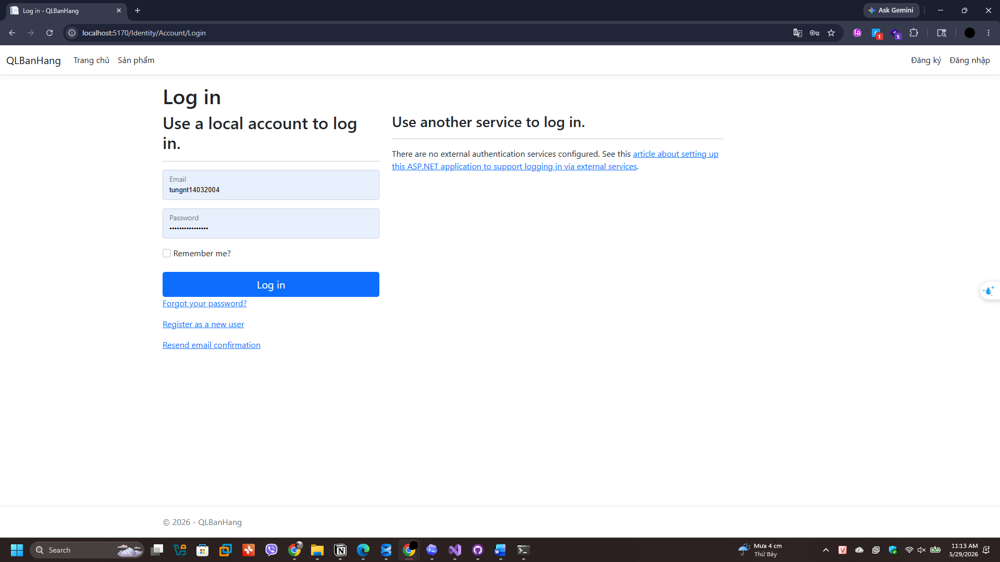 Log in - QLBanHang
Ask Gemini
localhost:5170/Identity/Account/Login
1
5
QLBanHang
Trang chủ
Sản phẩm
Đăng ký
Đăng nhập
Log in
Use a local account to log
in.
Email
tungnt14032004
Password
••••••••••••••••
Remember me?
Log in
Forgot your password?
Register as a new user
Resend email confirmation
Use another service to log in.
There are no external authentication services configured. See this article about setting up
this ASP.NET application to support logging in via external services.
© 2026 - QLBanHang
Search
Mưa 4 cm
Thứ Bảy
11:13 AM
5/29/2026